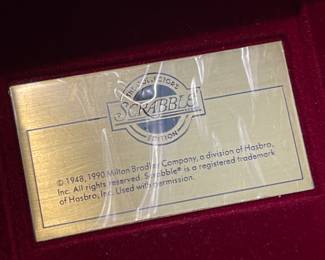 THE COLLECTOR'S
SCRABBLE
EDITION
© 1948, 1990 Milton Bradley Company, a division of Hasbro,
Inc. All rights reserved. Scrabble® is a registered trademark
of Hasbro, Inc. Used with permission.